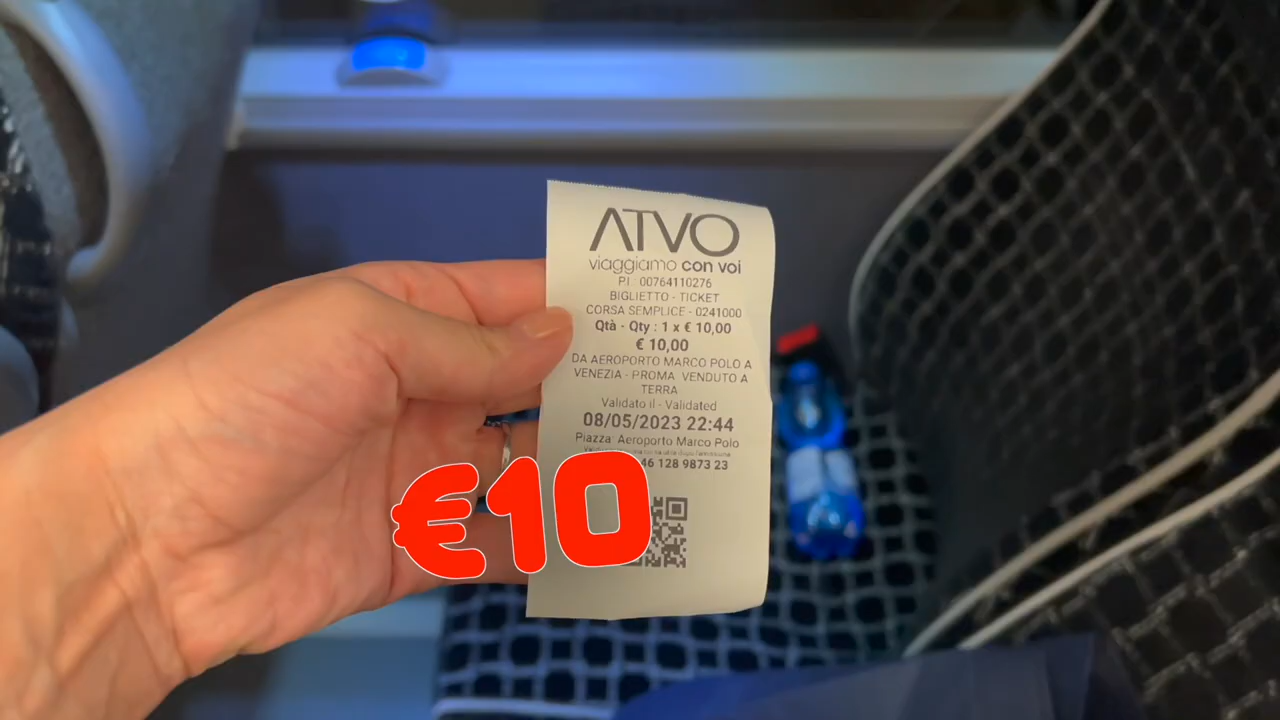 ATVO
viaggiamo con voi
P.I. 00764110276
BIGLIETTO - TICKET
CORSA SEMPLICE - 0241000
Qtà - Qty : 1 x € 10,00
€ 10,00
DA AEROPORTO MARCO POLO A
VENEZIA - PROMA VENDUTO A
TERRA
Validato il - Validated
08/05/2023 22:44
Piazza: Aeroporto Marco Polo
46 128 9873 23
€10